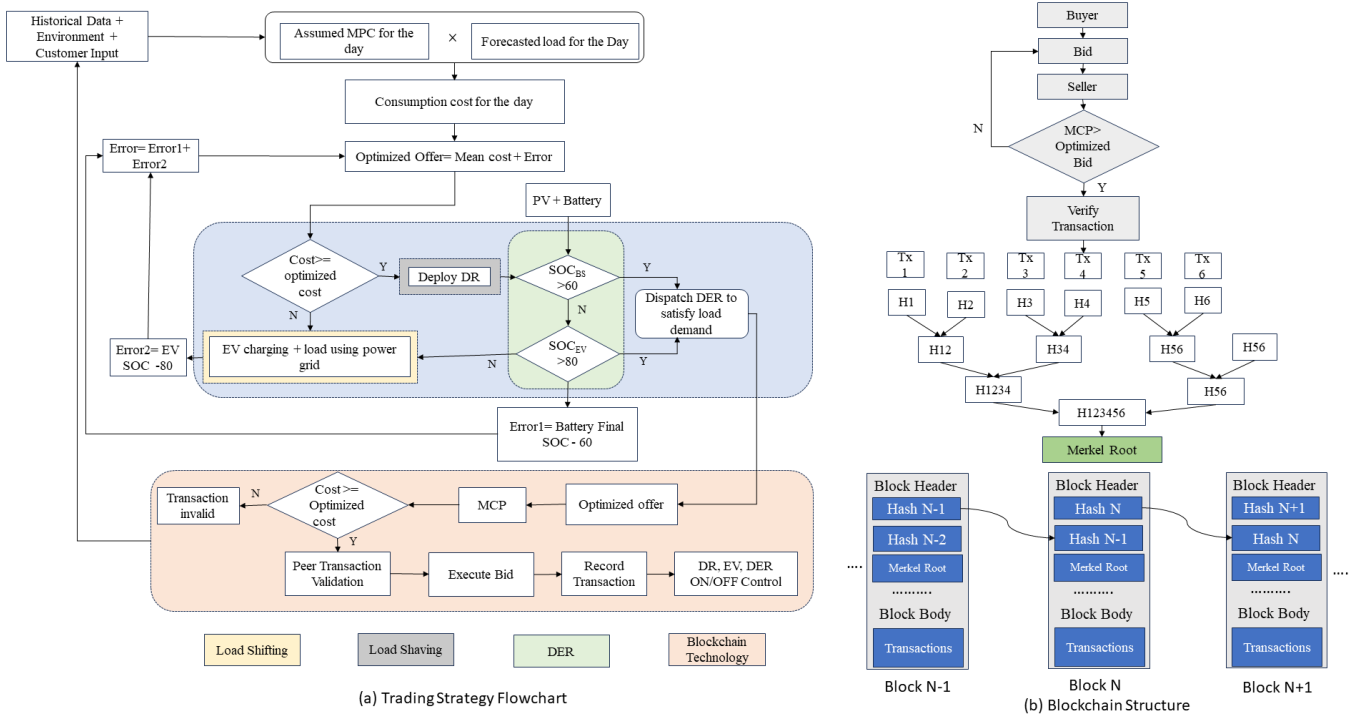 Historical Data +
Environment +
Customer Input
Assumed MPC for the
day
×
Forecasted load for the Day
Consumption cost for the day
Error= Error1+
Error2
Optimized Offer= Mean cost + Error
PV + Battery
Cost>=
optimized
cost
Y
N
Deploy DR
SOCBS
>60
Y
N
Dispatch DER to
satisfy load
demand
Error2= EV
SOC -80
EV charging + load using power
grid
N
SOCEV
>80
Y
Error1= Battery Final
SOC - 60
Transaction
invalid
N
Cost >=
Optimized
cost
Y
MCP
Optimized offer
Peer Transaction
Validation
Execute Bid
Record
Transaction
DR, EV, DER
ON/OFF Control
Load Shifting
Load Shaving
DER
Blockchain
Technology
(a) Trading Strategy Flowchart
Buyer
Bid
Seller
N
MCP>
Optimized
Bid
Y
Verify
Transaction
Tx
1
Tx
2
Tx
3
Tx
4
Tx
5
Tx
6
H1
H2
H3
H4
H5
H6
H12
H34
H56
H56
H1234
H56
H123456
Merkel Root
Block Header
Hash N-1
Hash N-2
Merkel Root
..........
Block Body
Transactions
Block N-1
....
Block Header
Hash N
Hash N-1
Merkel Root
..........
Block Body
Transactions
Block N
Block Header
Hash N+1
Hash N
Merkel Root
..........
Block Body
Transactions
Block N+1
....
(b) Blockchain Structure